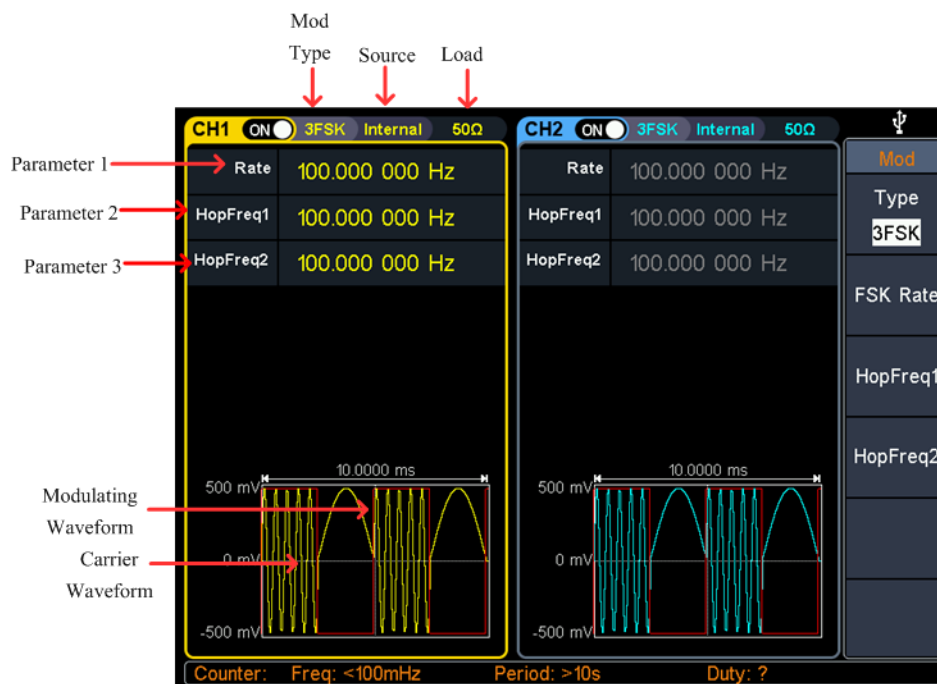 Mod
Type
Source
Load
CH1 ON 3FSK Internal 50Ω
CH2 ON 3FSK Internal 50Ω
Parameter 1
Rate 100.000 000 Hz
Rate 100.000 000 Hz
Parameter 2
HopFreq1 100.000 000 Hz
HopFreq1 100.000 000 Hz
Parameter 3
HopFreq2 100.000 000 Hz
HopFreq2 100.000 000 Hz
Mod
Type
3FSK
FSK Rate
HopFreq1
HopFreq2
10.0000 ms
500 mV
0 mV
-500 mV
10.0000 ms
500 mV
0 mV
-500 mV
Modulating
Waveform
Carrier
Waveform
Counter: Freq: <100mHz Period: >10s Duty: ?